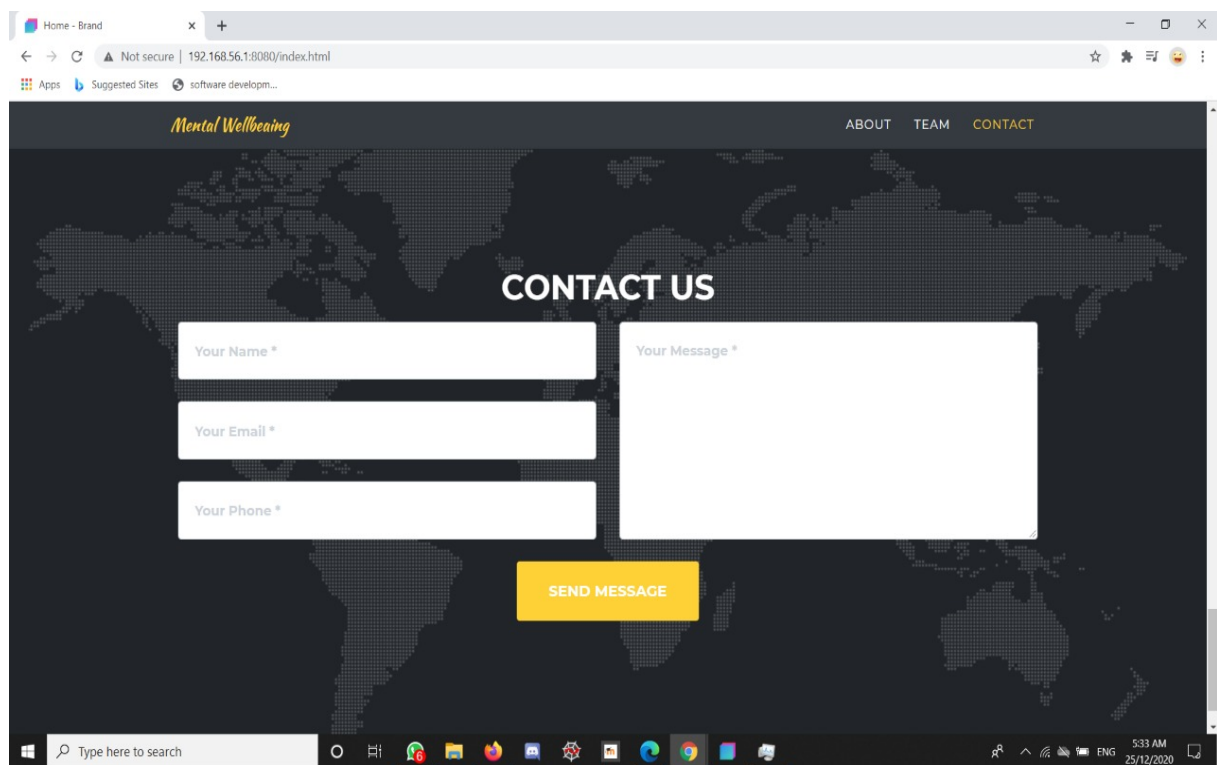 Home - Brand
Not secure | 192.168.56.1:8080/index.html
Apps Suggested Sites software developm...
Mental Wellbeaing ABOUT TEAM CONTACT
CONTACT US
Your Name * Your Message *
Your Email *
Your Phone *
SEND MESSAGE
Type here to search 6 ENG 5:33 AM
25/12/2020